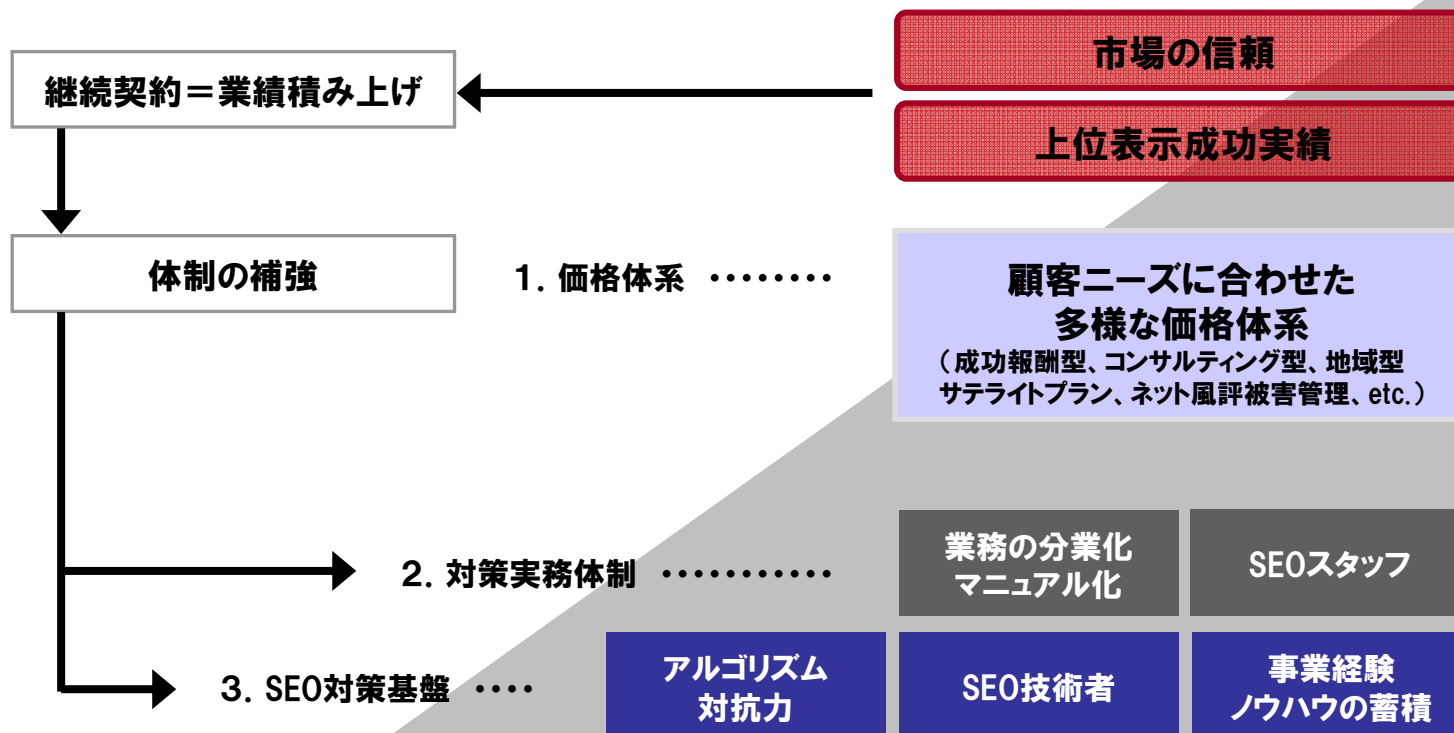 市場の信頼
継続契約＝業績積み上げ
上位表示成功実績
体制の補強
1. 価格体系 ‥‥‥‥
顧客ニーズに合わせた
多様な価格体系
（成功報酬型、コンサルティング型、地域型
サテライトプラン、ネット風評被害管理、etc.）
2. 対策実務体制 ‥‥‥‥‥‥
業務の分業化
マニュアル化
SEOスタッフ
3. SEO対策基盤 ‥‥
アルゴリズム
対抗力
SEO技術者
事業経験
ノウハウの蓄積